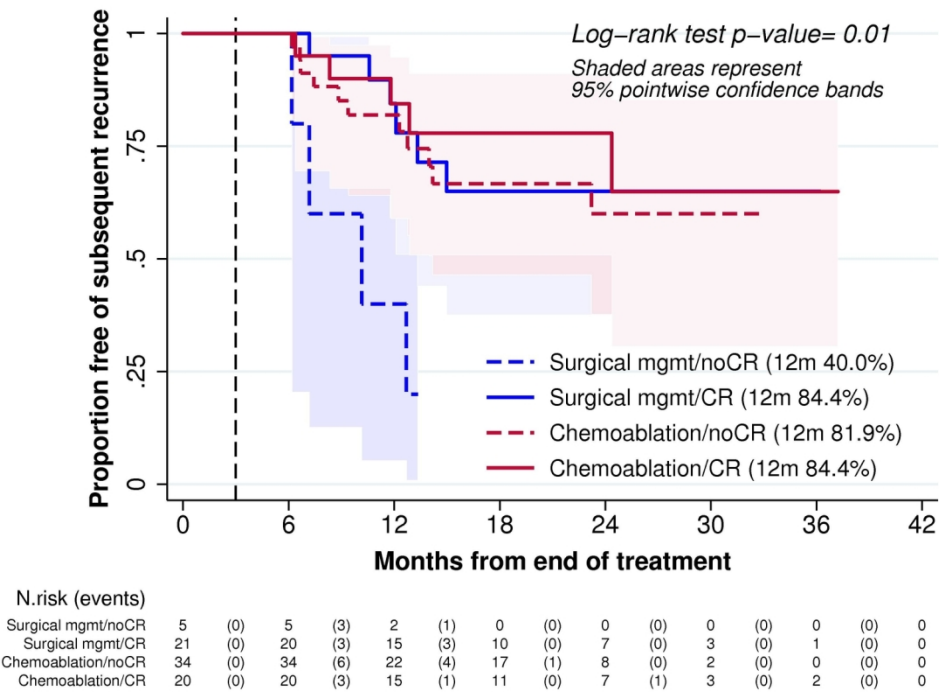 Proportion free of subsequent recurrence
1
.75
.5
.25
0
Log−rank test p−value= 0.01
Shaded areas represent
95% pointwise confidence bands
Surgical mgmt/noCR (12m 40.0%)
Surgical mgmt/CR (12m 84.4%)
Chemoablation/noCR (12m 81.9%)
Chemoablation/CR (12m 84.4%)
0 6 12 18 24 30 36 42
Months from end of treatment
N.risk (events)
Surgical mgmt/noCR 5 (0) 5 (3) 2 (1) 0 (0) 0 (0) 0 (0) 0 (0) 0
Surgical mgmt/CR 21 (0) 20 (3) 15 (3) 10 (0) 7 (0) 3 (0) 1 (0) 0
Chemoablation/noCR 34 (0) 34 (6) 22 (4) 17 (1) 8 (0) 2 (0) 0 (0) 0
Chemoablation/CR 20 (0) 20 (3) 15 (1) 11 (0) 7 (1) 3 (0) 2 (0) 0